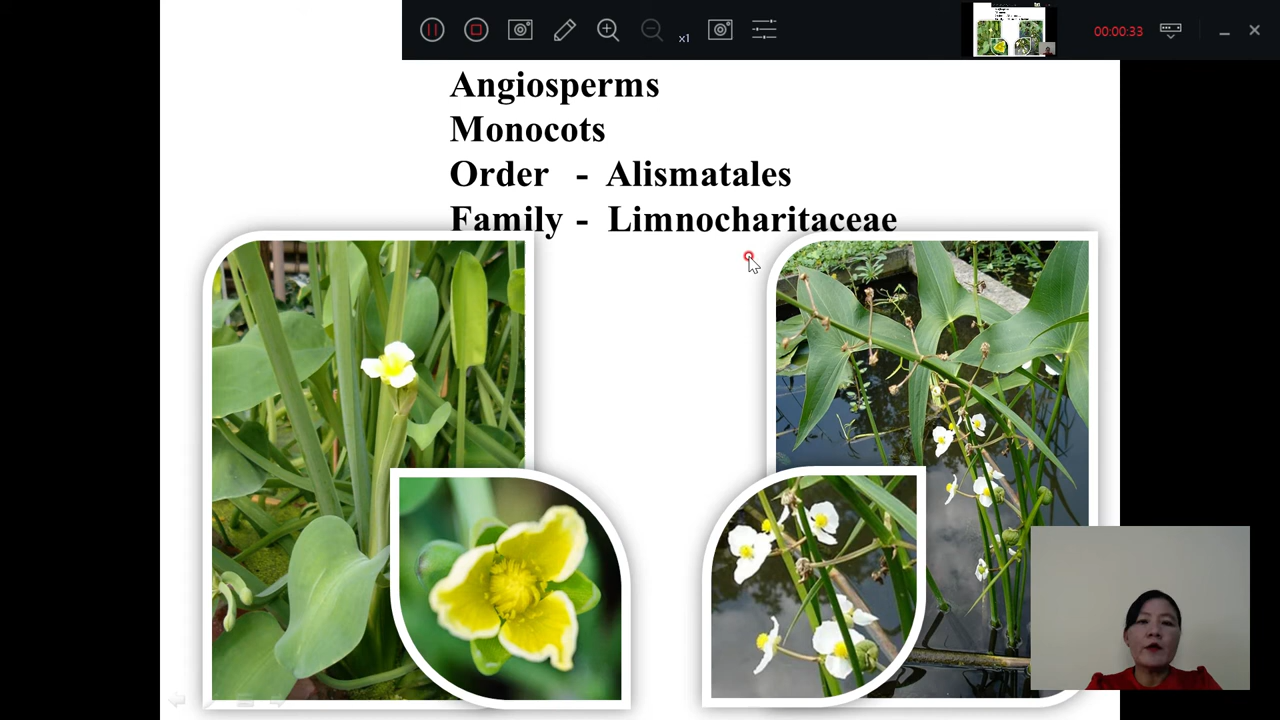 x1
00:00:33
Angiosperms
Monocots
Order - Alismatales
Family - Limnocharitaceae